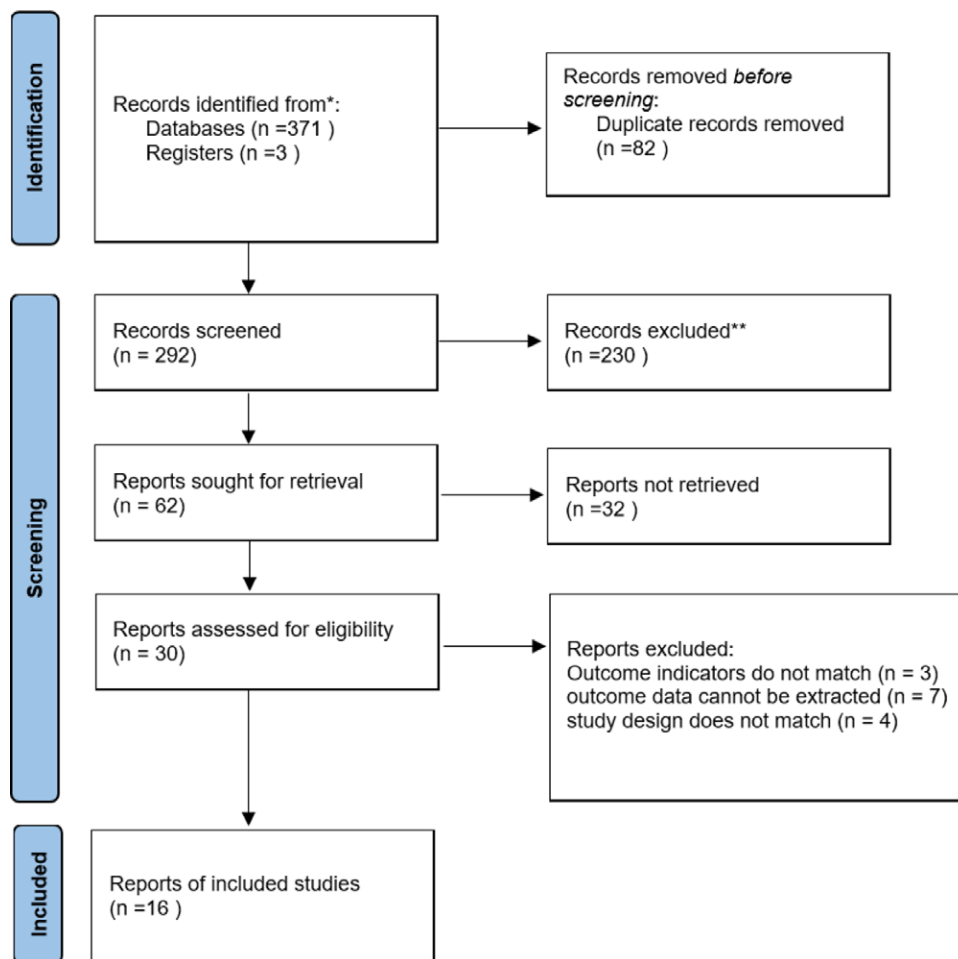 Identification
Records identified from*:
Databases (n =371 )
Registers (n =3 )
Records removed before
screening:
Duplicate records removed
(n =82 )
Screening
Records screened
(n = 292)
Records excluded**
(n =230 )
Reports sought for retrieval
(n = 62)
Reports not retrieved
(n =32 )
Reports assessed for eligibility
(n = 30)
Reports excluded:
Outcome indicators do not match (n = 3)
outcome data cannot be extracted (n = 7)
study design does not match (n = 4)
Included
Reports of included studies
(n =16 )